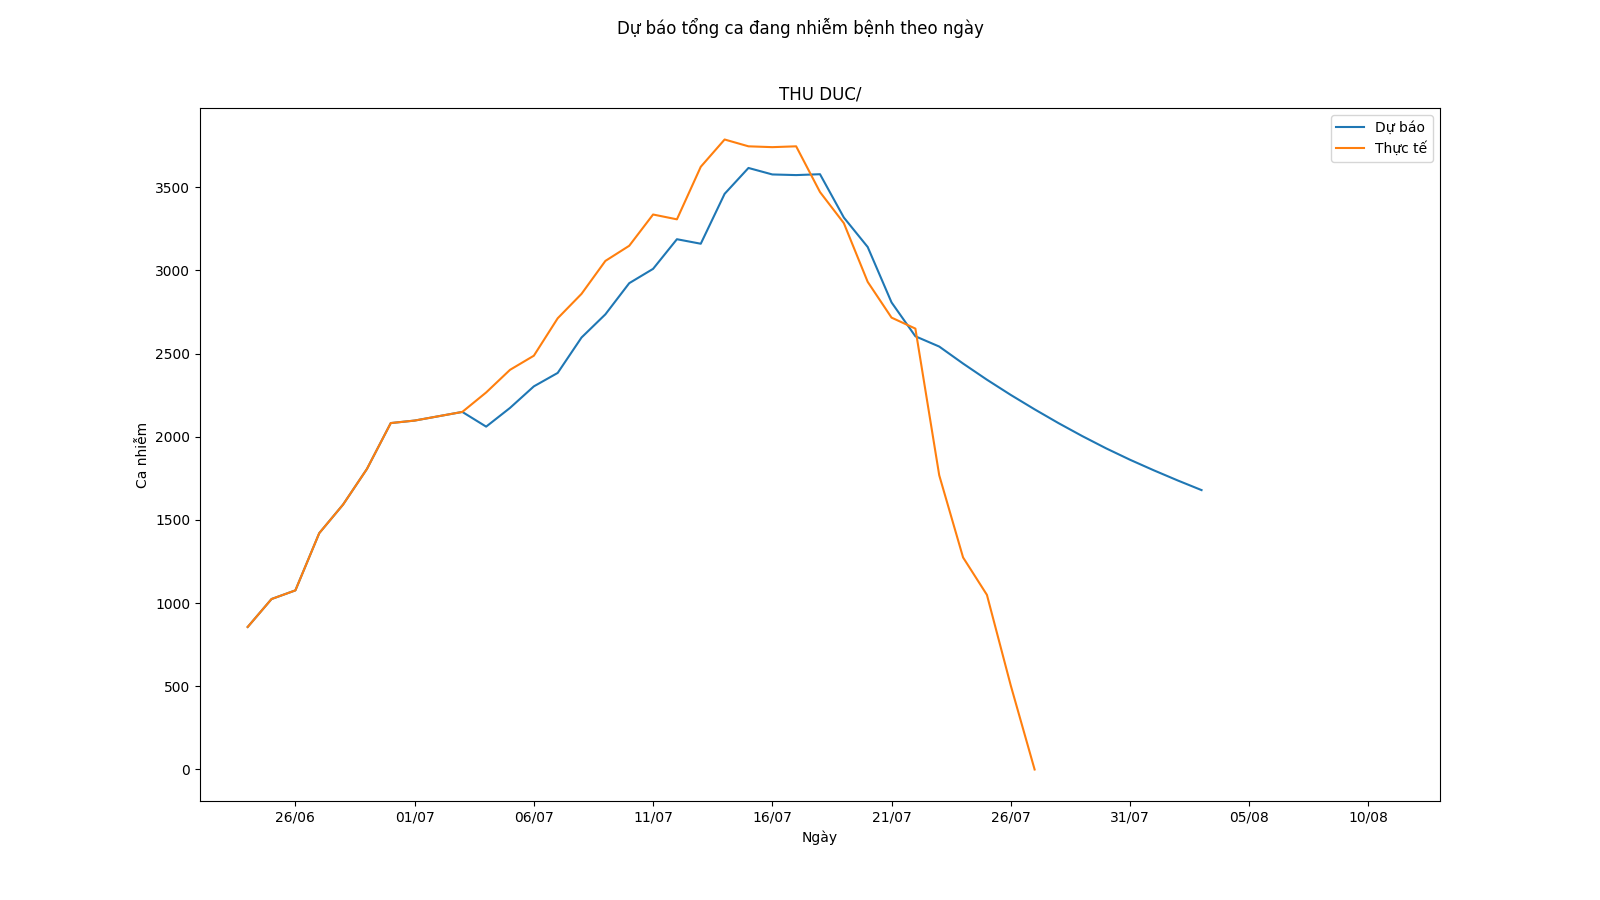 Dự báo tổng ca đang nhiễm bệnh theo ngày
THU DUC/
Dự báo
Thực tế
Ca nhiễm
3500
3000
2500
2000
1500
1000
500
0
26/06 01/07 06/07 11/07 16/07 21/07 26/07 31/07 05/08 10/08
Ngày